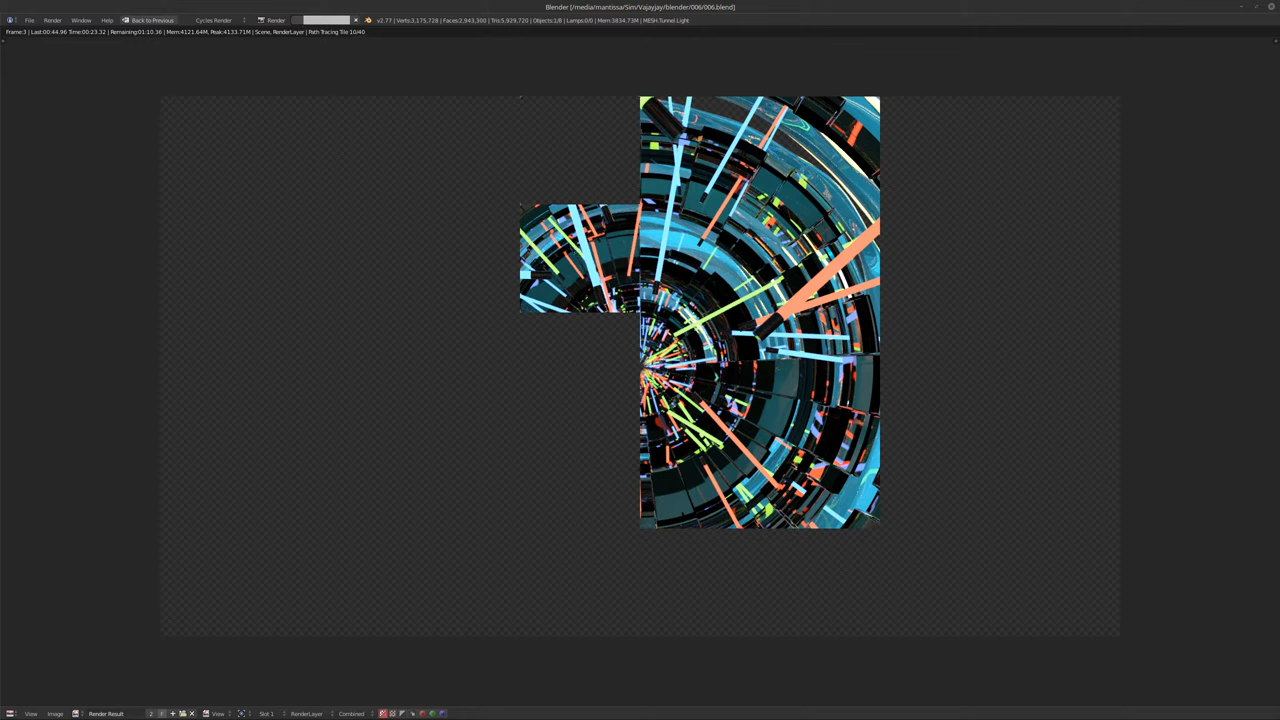 Blender [/media/mantissa/Sim/Vajayjay/blender/006/006.blend]
File Render Window Help Back to Previous Cycles Render Render v2.77 | Verts:3,175,728 | Faces:2,943,300 | Tris:5,929,720 | Objects:1/8 | Lamps:0/0 | Mem:3834.73M | MESH.Tunnel.Light
Frame:3 | Last:00:44.96 Time:00:23.32 | Remaining:01:10.36 | Mem:4121.64M, Peak:4133.71M | Scene, RenderLayer | Path Tracing Tile 10/40
View Image Render Result 2 F View Slot 1 RenderLayer Combined